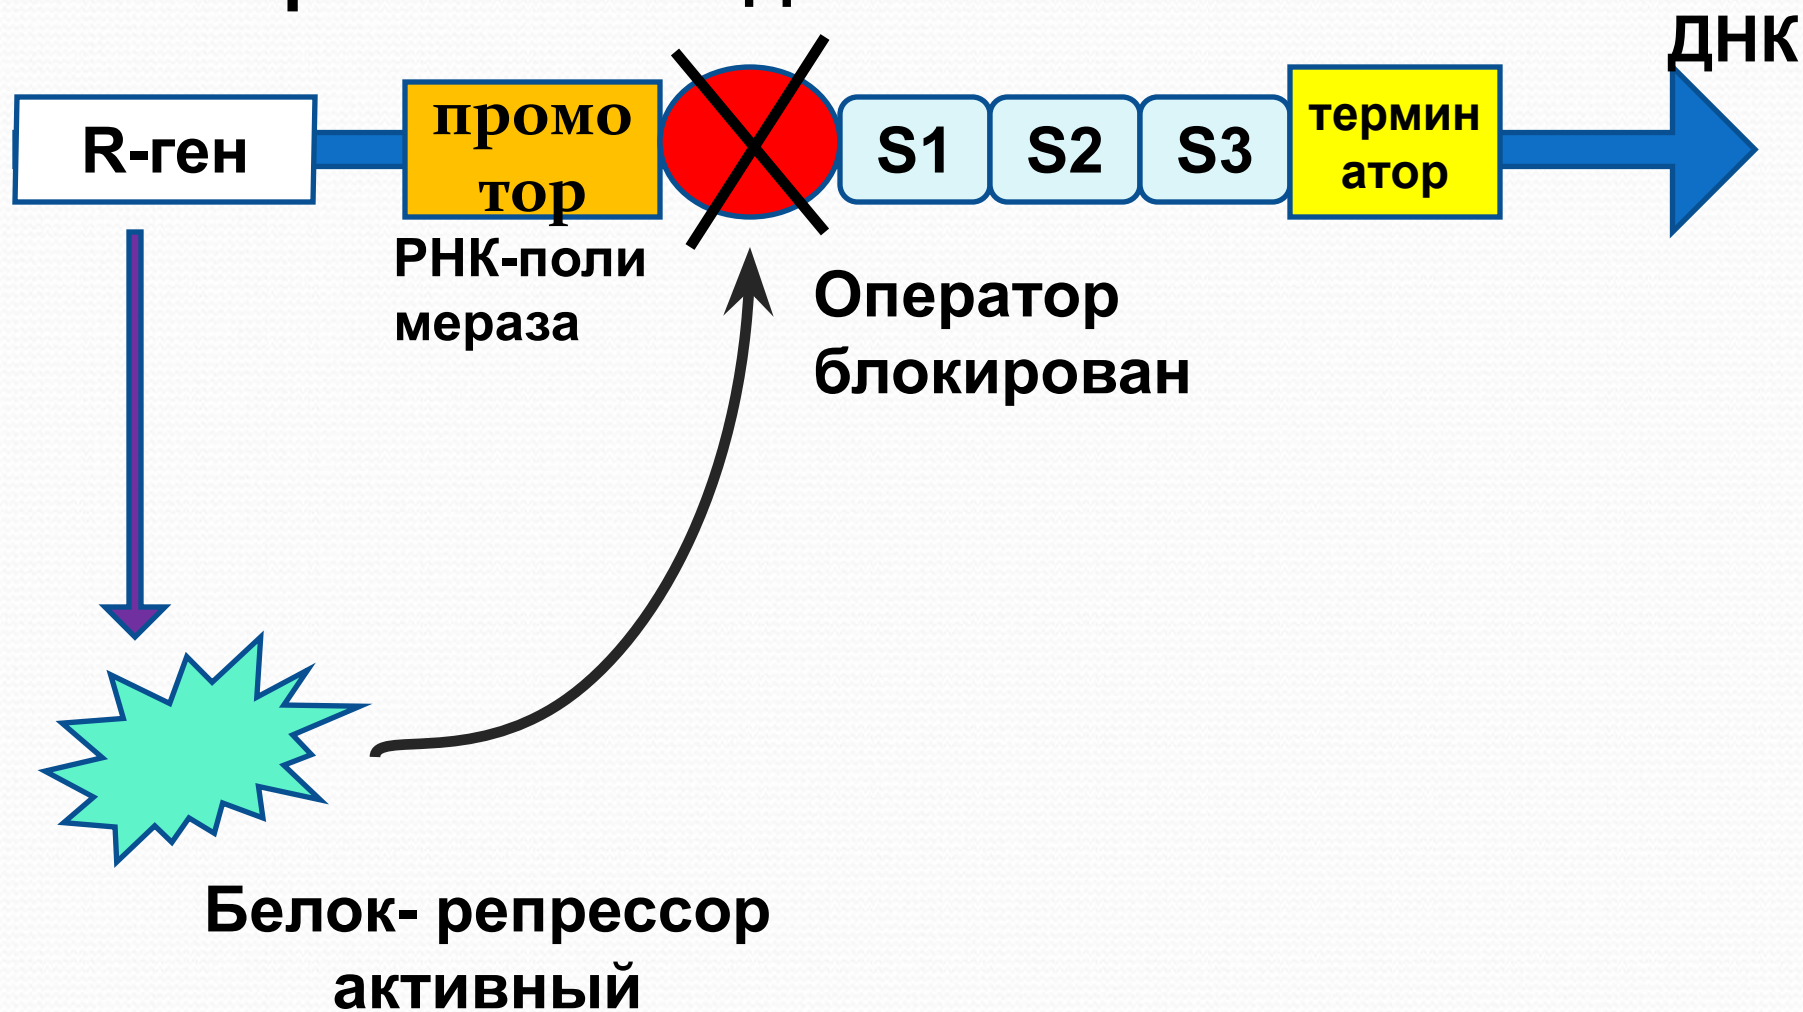 ДНК
R-ген
промо
тор
S1
S2
S3
термин
атор
РНК-поли
мераза
Оператор
блокирован
Белок- репрессор
активный